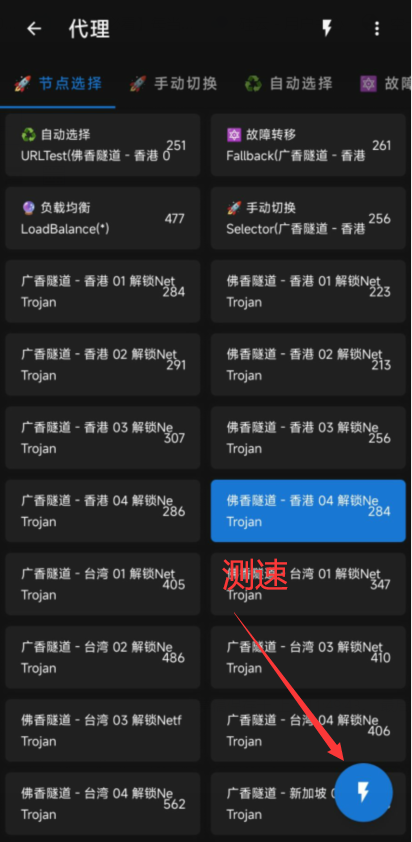 代理
节点选择 手动切换 自动选择 故障
自动选择
URLTest(佛香隧道 - 香港 0
251
故障转移
Fallback(广香隧道 - 香港
261
负载均衡
LoadBalance(*)
477
手动切换
Selector(广香隧道 - 香港
256
广香隧道 - 香港 01 解锁Net
Trojan
284
佛香隧道 - 香港 01 解锁Net
Trojan
223
广香隧道 - 香港 02 解锁Net
Trojan
291
佛香隧道 - 香港 02 解锁Net
Trojan
213
广香隧道 - 香港 03 解锁Ne
Trojan
307
佛香隧道 - 香港 03 解锁Ne
Trojan
256
广香隧道 - 香港 04 解锁Ne
Trojan
286
佛香隧道 - 香港 04 解锁Ne
Trojan
284
广香隧道 - 台湾 01 解锁Net
Trojan
405
测速
隧道 - 台湾 01 解锁Net
Trojan
347
广香隧道 - 台湾 02 解锁Ne
Trojan
486
广香隧道 - 台湾 03 解锁Net
Trojan
410
佛香隧道 - 台湾 03 解锁Netf
Trojan
广香隧道 - 台湾 04 解锁Ne
Trojan
406
佛香隧道 - 台湾 04 解锁Ne
Trojan
562
广香隧道 - 新加坡
Trojan